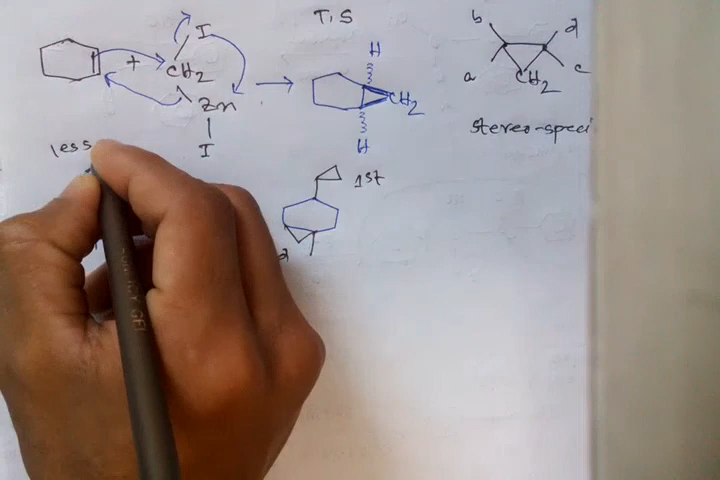 T.S
b
d
I
H
+
CH2
a
c
CH2
Zn
CH2
I
H
stereo-speci
less
1st